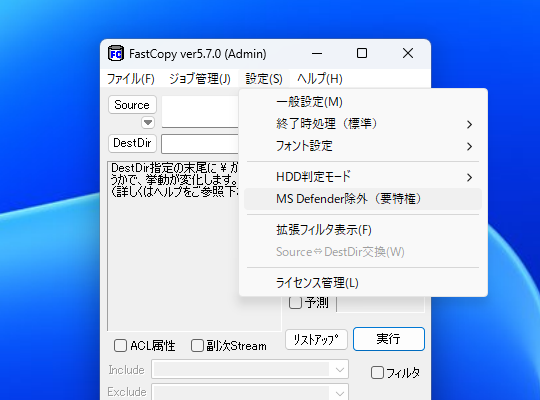 FC FastCopy ver5.7.0 (Admin)
ファイル(F) ジョブ管理(J) 設定(S) ヘルプ(H)
Source
DestDir
DestDir指定の末尾に ¥ が
うかで、挙動が変化します。
(詳しくはヘルプをご参照下
一般設定(M)
終了時処理（標準）
フォント設定
HDD判定モード
MS Defender除外（要特権）
拡張フィルタ表示(F)
Source⇔DestDir交換(W)
ライセンス管理(L)
予測
ACL属性 副次Stream ﾘｽﾄｱｯﾌﾟ 実行
Include
フィルタ
Exclude